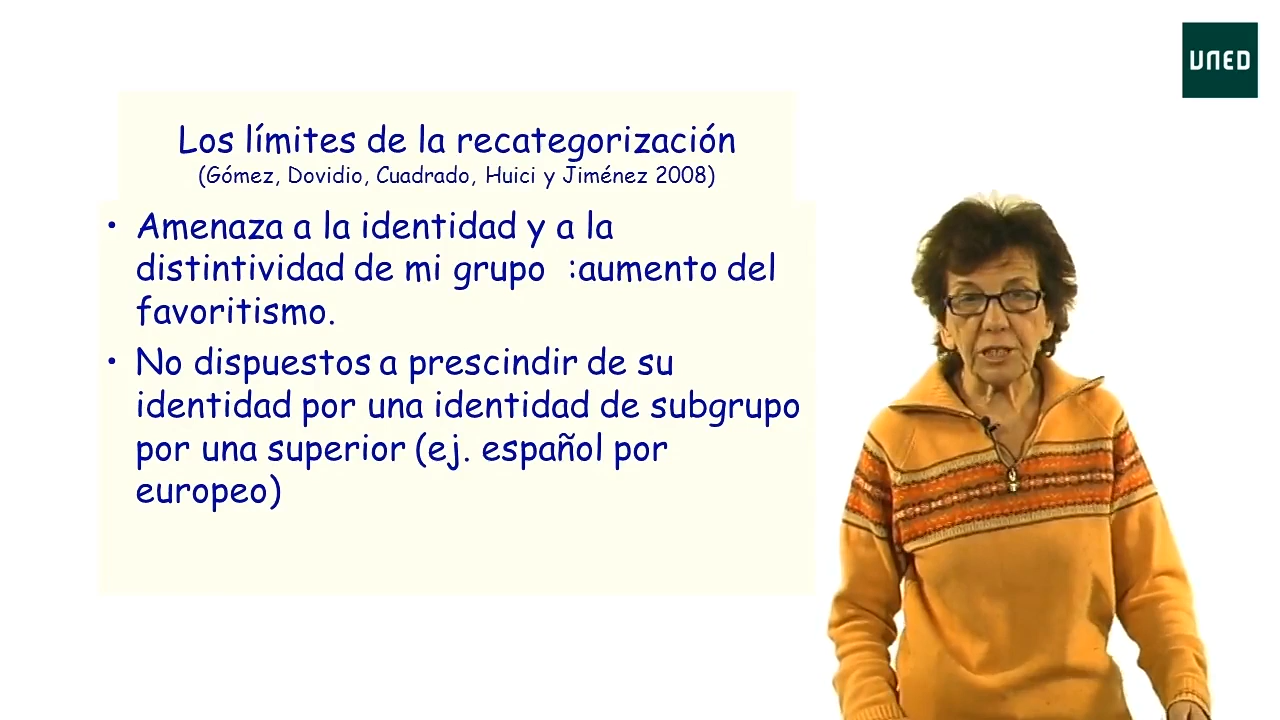 UNED
Los límites de la recategorización
(Gómez, Dovidio, Cuadrado, Huici y Jiménez 2008)
• Amenaza a la identidad y a la
distintividad de mi grupo :aumento del
favoritismo.
• No dispuestos a prescindir de su
identidad por una identidad de subgrupo
por una superior (ej. español por
europeo)